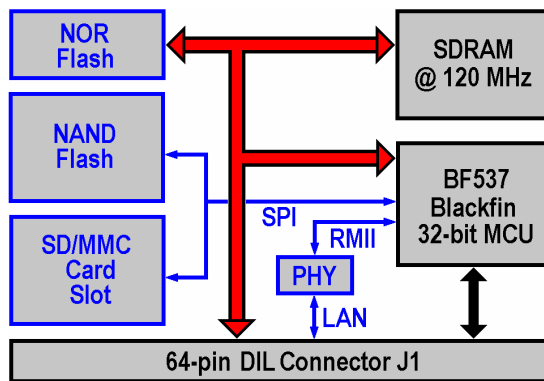 NOR
Flash
SDRAM
@ 120 MHz
NAND
Flash
BF537
Blackfin
32-bit MCU
SPI
RMII
SD/MMC
Card
Slot
PHY
LAN
64-pin DIL Connector J1